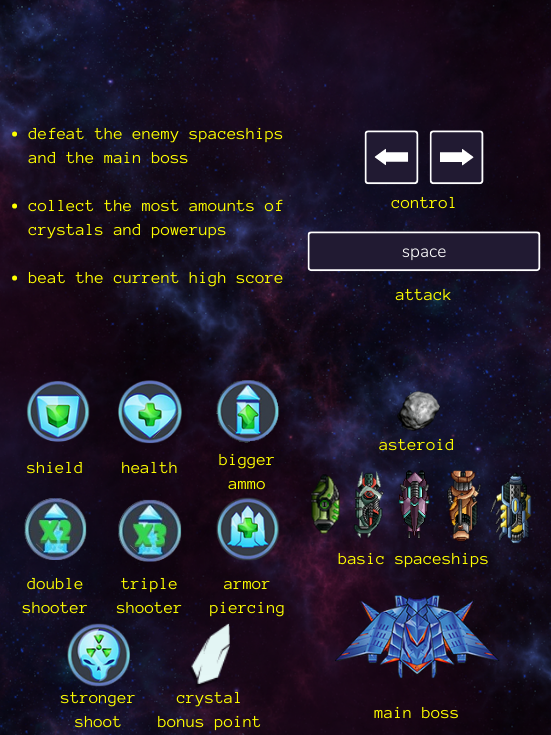 • defeat the enemy spaceships
and the main boss
• collect the most amounts of
crystals and powerups
• beat the current high score
control
space
attack
shield
health
bigger
ammo
X2
double
shooter
X3
triple
shooter
armor
piercing
stronger
shoot
crystal
bonus point
asteroid
basic spaceships
main boss